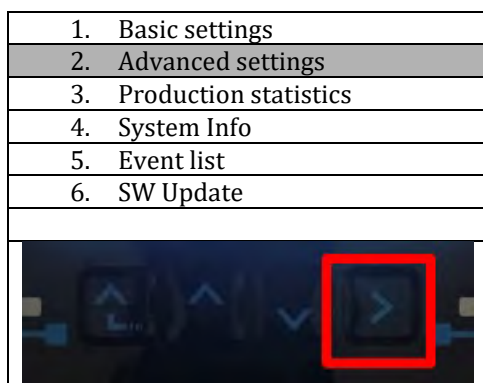 1. Basic settings
2. Advanced settings
3. Production statistics
4. System Info
5. Event list
6. SW Update